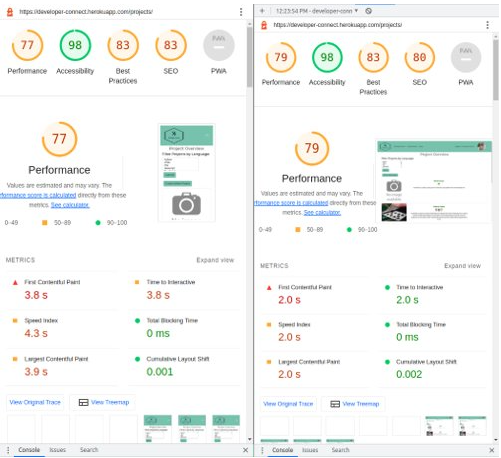 https://developer-connect.herokuapp.com/projects/
77
98
83
83
Performance
Accessibility
Best
Practices
SEO
PWA
77
Performance
Values are estimated and may vary. The
rformance score is calculated directly from these
metrics. See calculator.
0–49
50–89
90–100
Project Overview
METRICS
Expand view
First Contentful Paint
3.8 s
Time to Interactive
3.8 s
Speed Index
4.3 s
Total Blocking Time
0 ms
Largest Contentful Paint
3.9 s
Cumulative Layout Shift
0.001
View Original Trace
View Treemap
Console
Issues
Search
12:23:54 PM - developer-conn
https://developer-connect.herokuapp.com/projects/
79
98
83
80
Performance
Accessibility
Best
Practices
SEO
PWA
79
Performance
Values are estimated and may vary. The
rformance score is calculated directly from these
metrics. See calculator.
0–49
50–89
90–100
METRICS
Expand view
First Contentful Paint
2.0 s
Time to Interactive
2.0 s
Speed Index
2.0 s
Total Blocking Time
0 ms
Largest Contentful Paint
2.0 s
Cumulative Layout Shift
0.002
View Original Trace
View Treemap
Console
Issues
Search